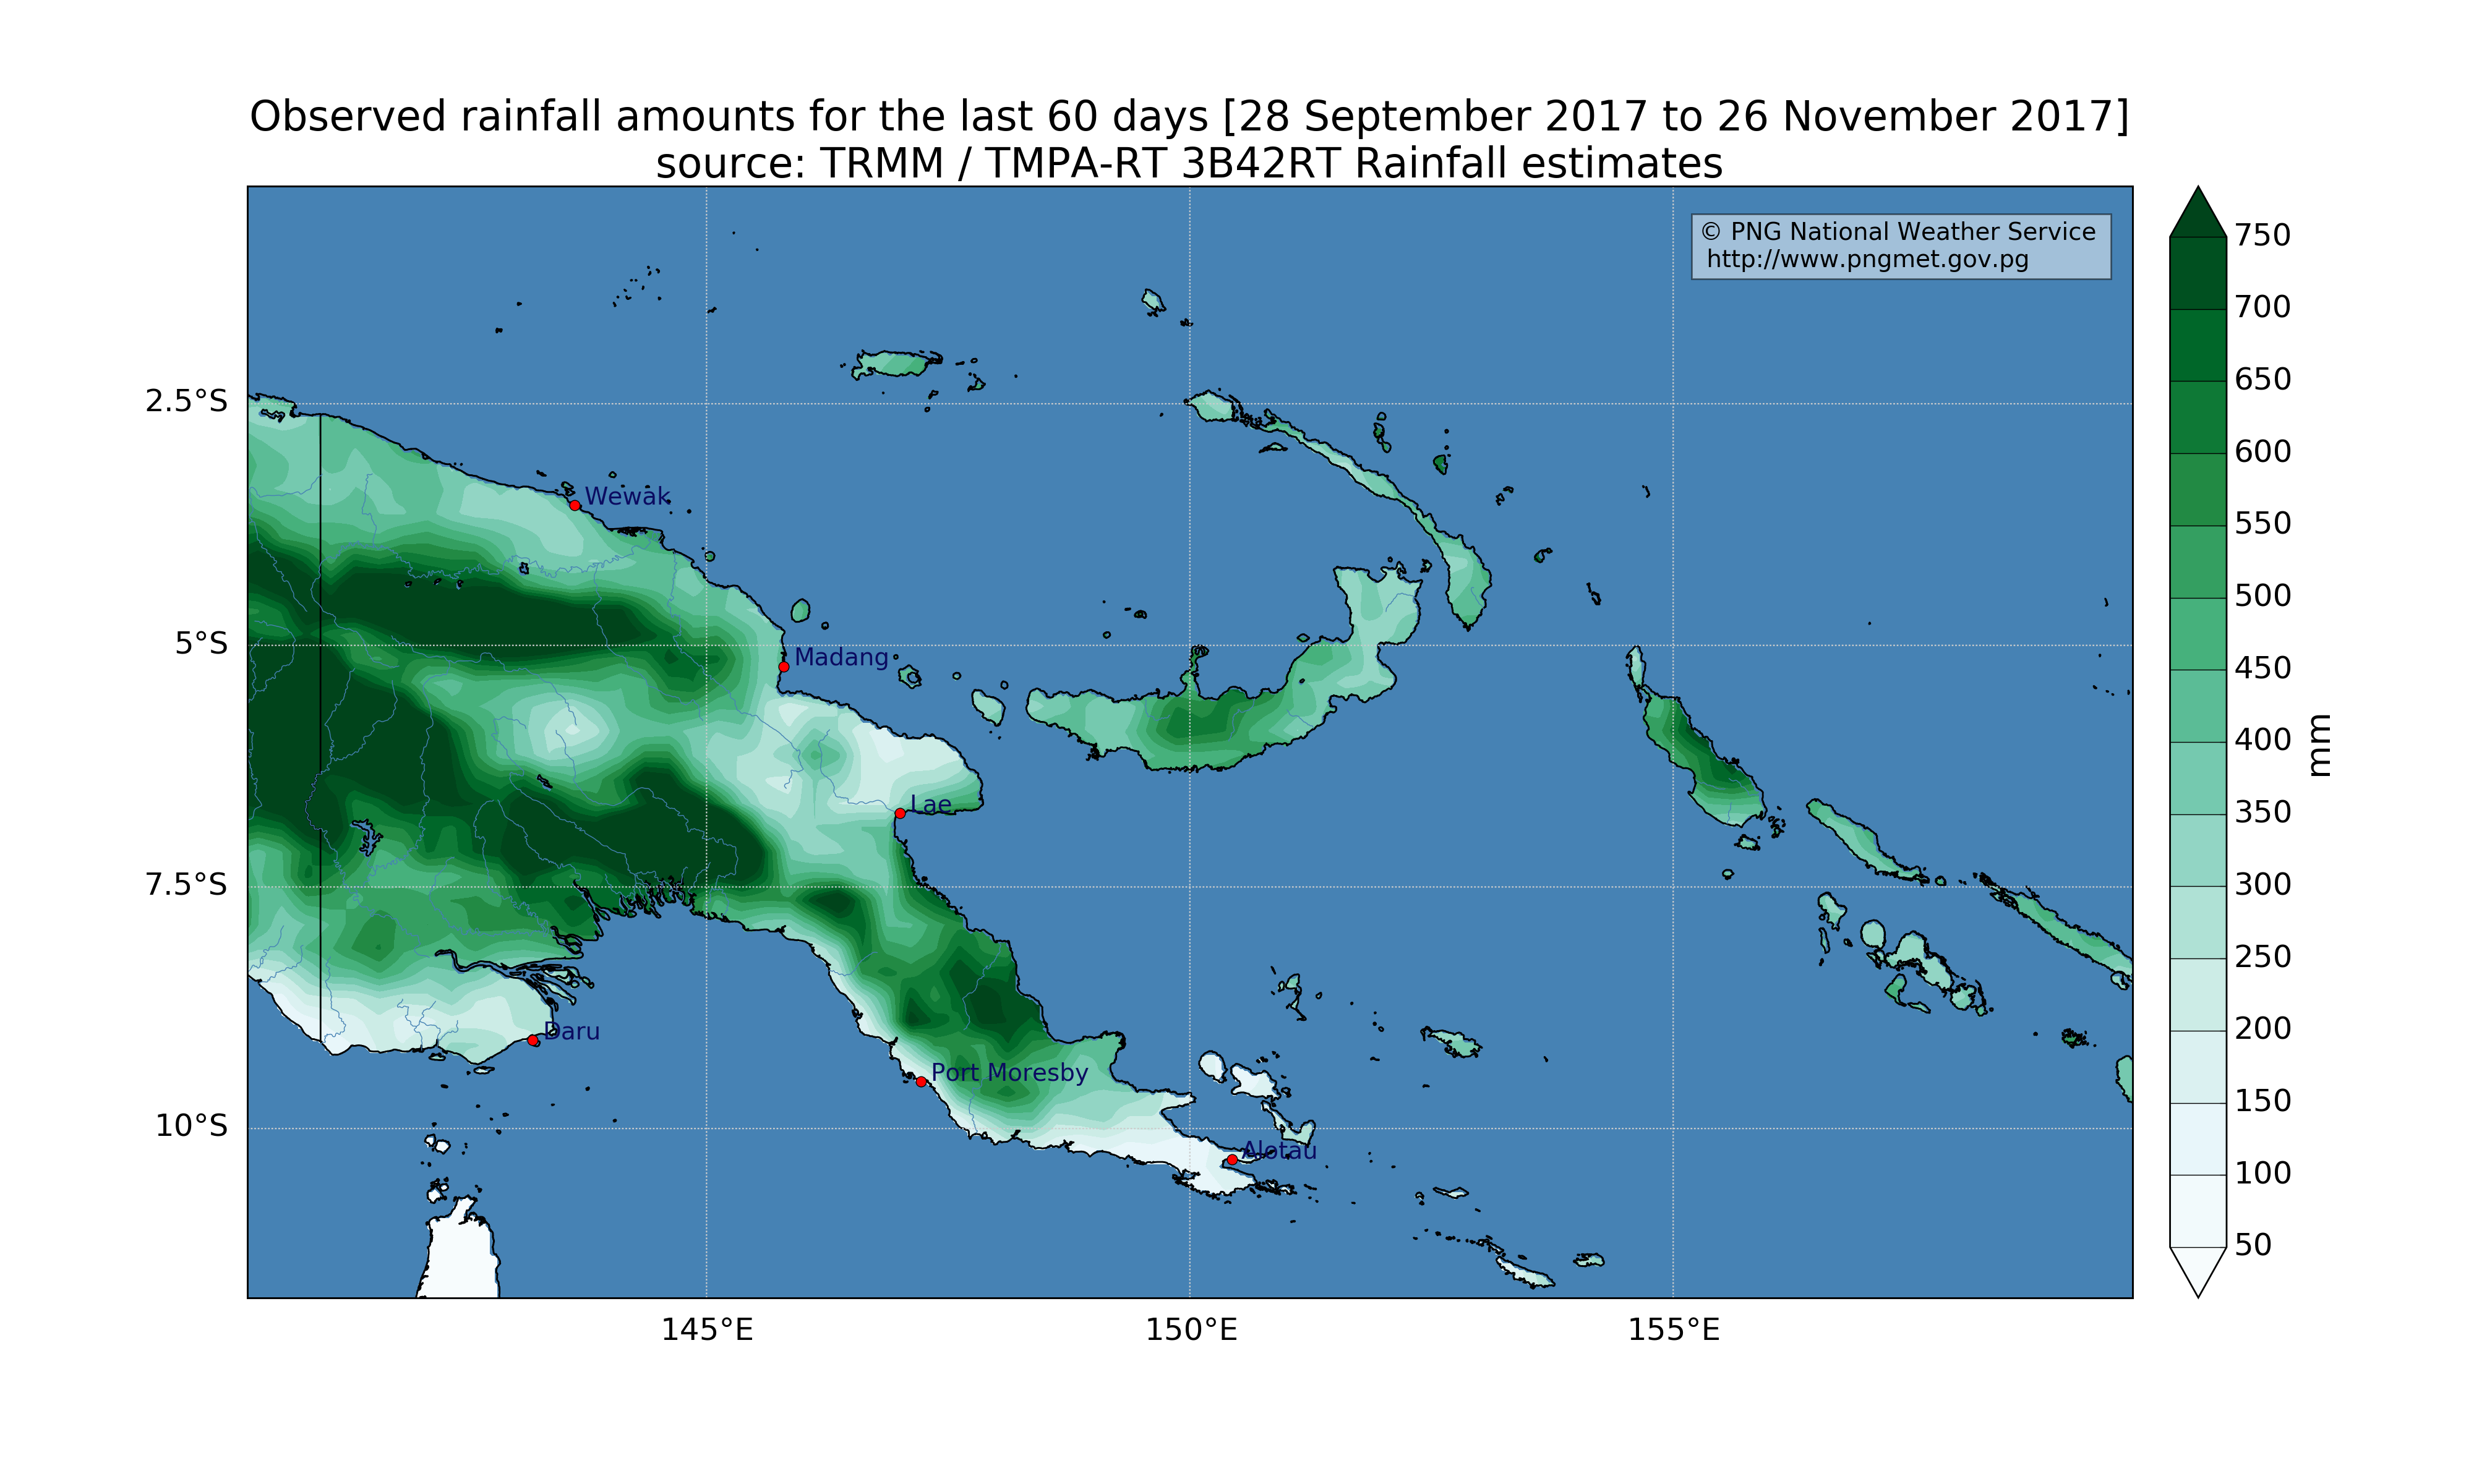 Observed rainfall amounts for the last 60 days [28 September 2017 to 26 November 2017]
source: TRMM / TMPA-RT 3B42RT Rainfall estimates
© PNG National Weather Service
http://www.pngmet.gov.pg
2.5°S
5°S
7.5°S
10°S
145°E
150°E
155°E
Wewak
Madang
Lae
Daru
Port Moresby
Alotau
750
700
650
600
550
500
450
400
350
300
250
200
150
100
50
mm